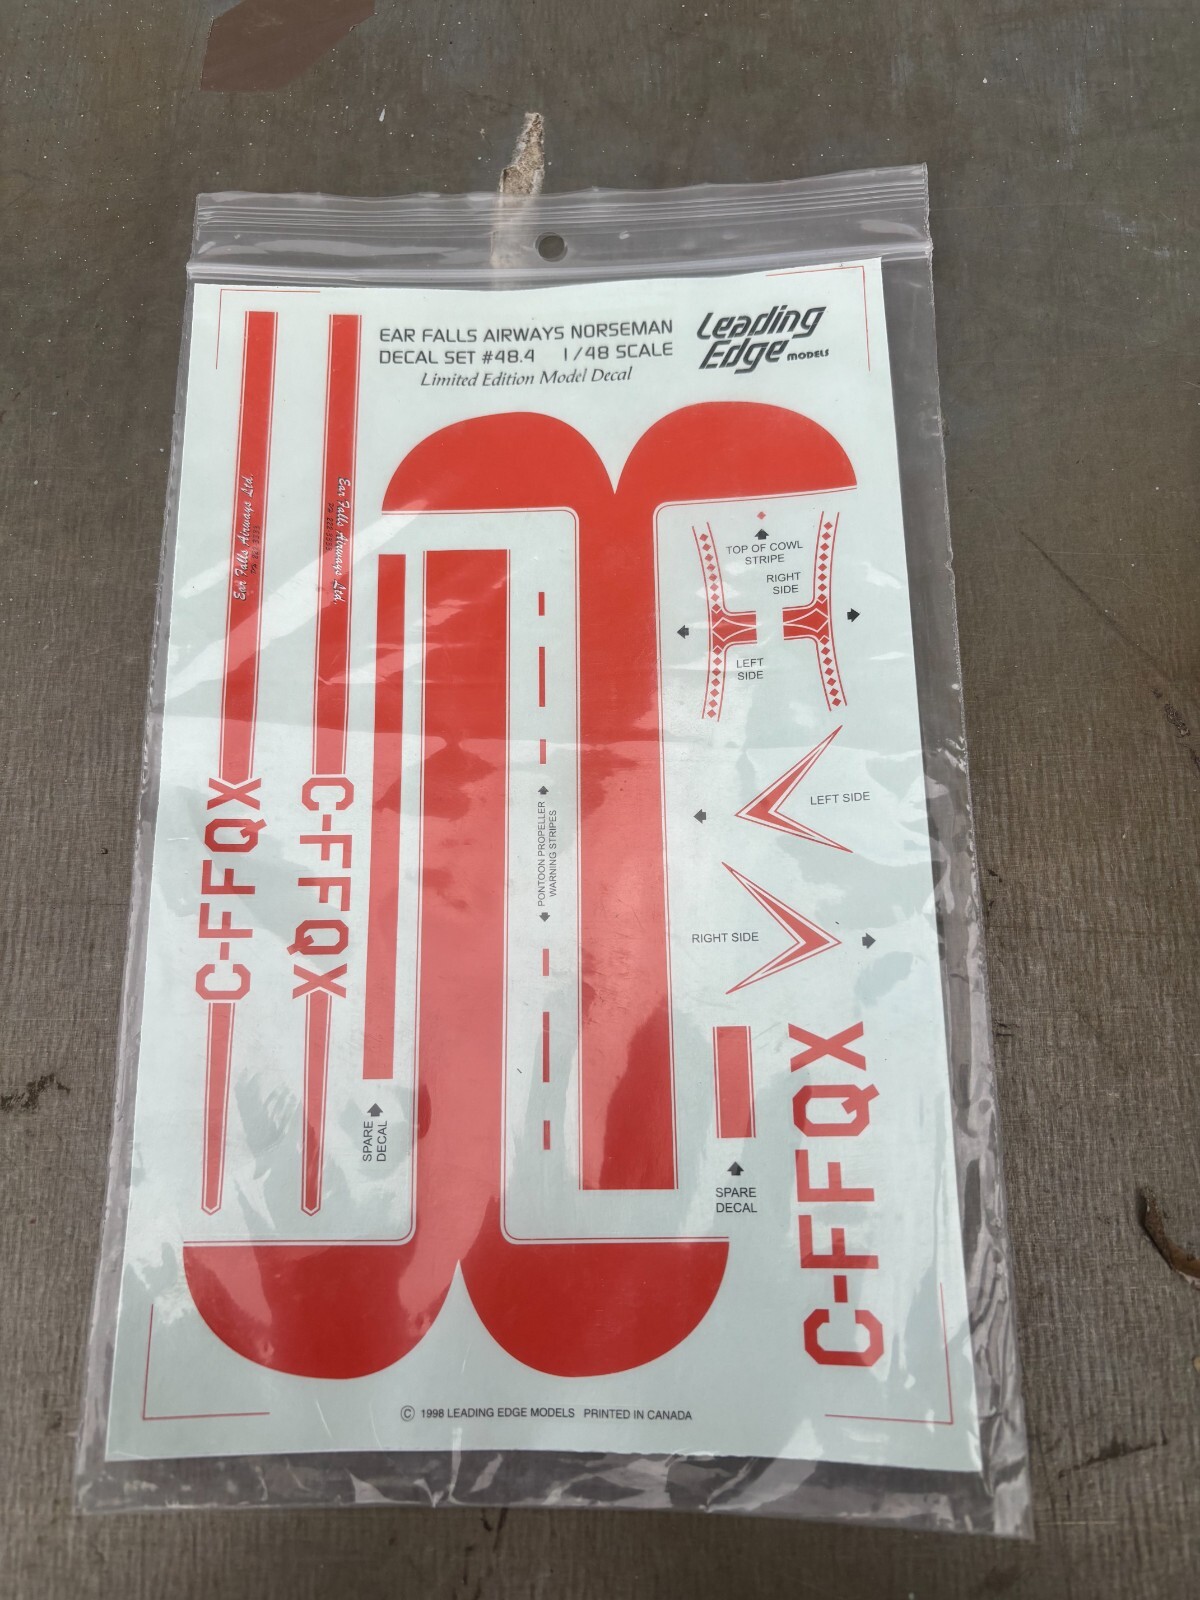 EAR FALLS AIRWAYS NORSEMAN
DECAL SET #48.4 1/48 SCALE
Limited Edition Model Decal
Leading
Edge MODELS
Ear Falls Airways Ltd.
Ear Falls Airways Ltd.
C-FFQX
C-FFQX
SPARE
DECAL
PONTOON PROPELLER
WARNING STRIPES
TOP OF COWL
STRIPE
RIGHT
SIDE
LEFT
SIDE
LEFT SIDE
RIGHT SIDE
SPARE
DECAL
C-FFQX
© 1998 LEADING EDGE MODELS PRINTED IN CANADA